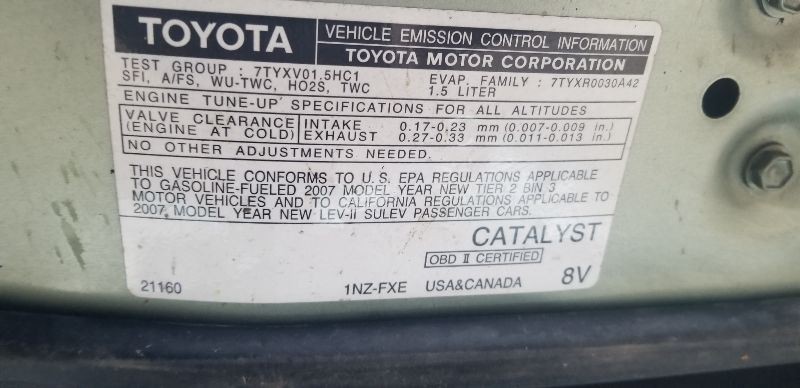 TOYOTA
VEHICLE EMISSION CONTROL INFORMATION
TOYOTA MOTOR CORPORATION
TEST GROUP : 7TYXV01.5HC1 EVAP. FAMILY : 7TYXR0030A42
SFI, A/FS, WU-TWC, HO2S, TWC 1.5 LITER
ENGINE TUNE-UP SPECIFICATIONS FOR ALL ALTITUDES
VALVE CLEARANCE INTAKE 0.17-0.23 mm (0.007-0.009 in.)
(ENGINE AT COLD) EXHAUST 0.27-0.33 mm (0.011-0.013 in.)
NO OTHER ADJUSTMENTS NEEDED.
THIS VEHICLE CONFORMS TO U.S. EPA REGULATIONS APPLICABLE
TO GASOLINE-FUELED 2007 MODEL YEAR NEW TIER 2 BIN 3
MOTOR VEHICLES AND TO CALIFORNIA REGULATIONS APPLICABLE TO
2007 MODEL YEAR NEW LEV-II SULEV PASSENGER CARS.
CATALYST
OBD II CERTIFIED
21160 1NZ-FXE USA&CANADA 8V